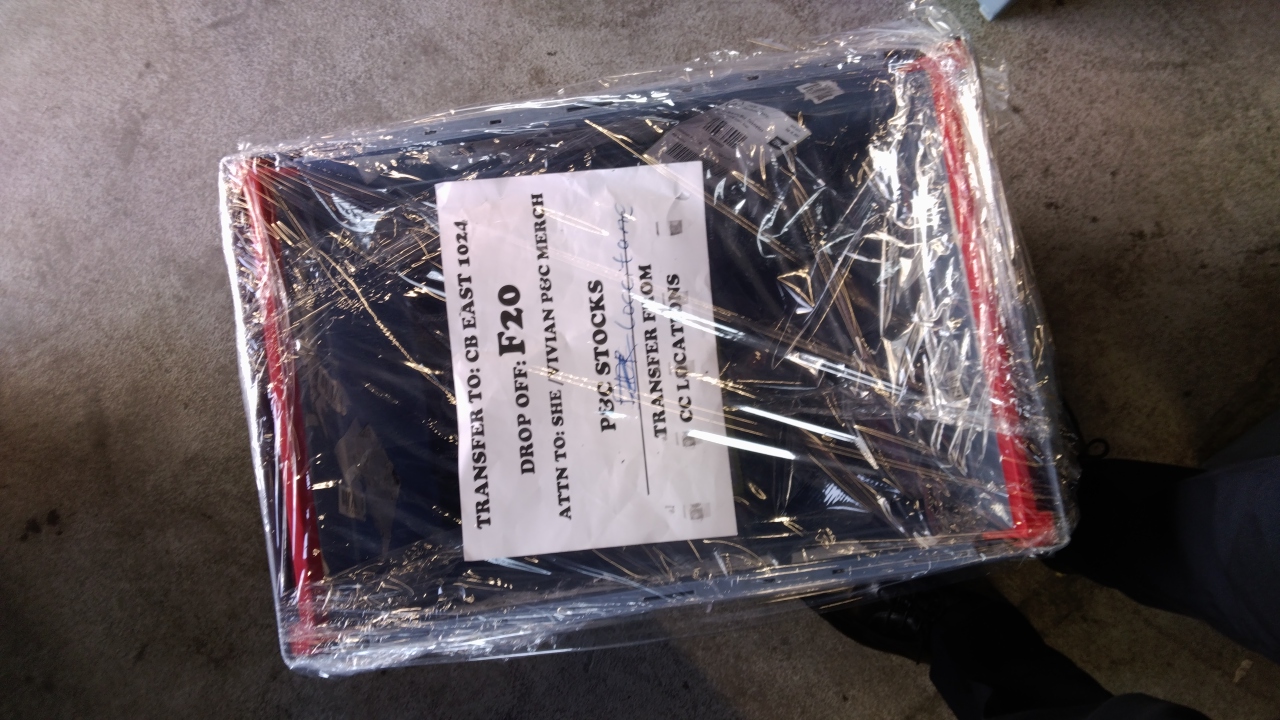 TRANSFER TO: CB EAST 1024
DROP OFF: F20
ATTN TO: SHE / VIVIAN P&C MERCH
P&C STOCKS
TRANSFER FROM
CC LOCATIONS